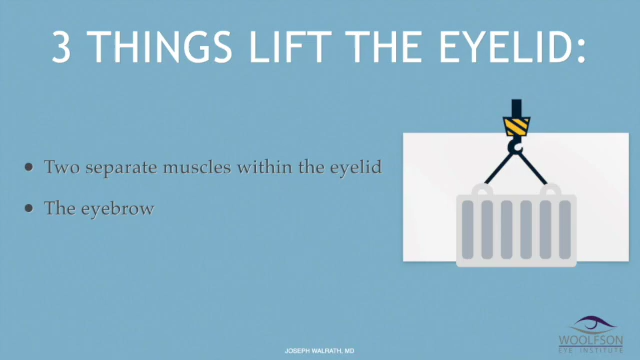 3 THINGS LIFT THE EYELID:
• Two separate muscles within the eyelid
• The eyebrow
JOSEPH WALRATH, MD
WOOLFSON
EYE INSTITUTE